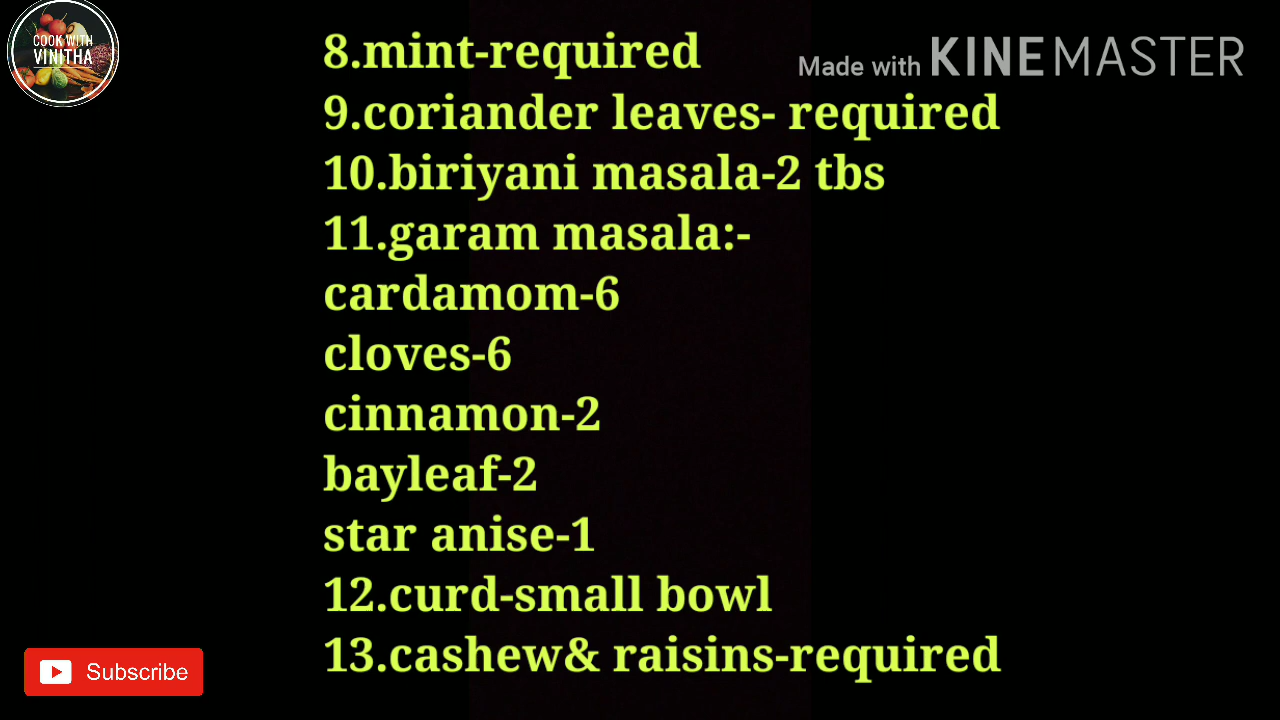 COOK WITH
VINITHA
Made with KINEMASTER
8.mint-required
9.coriander leaves- required
10.biriyani masala-2 tbs
11.garam masala:-
cardamom-6
cloves-6
cinnamon-2
bayleaf-2
star anise-1
12.curd-small bowl
13.cashew& raisins-required
Subscribe